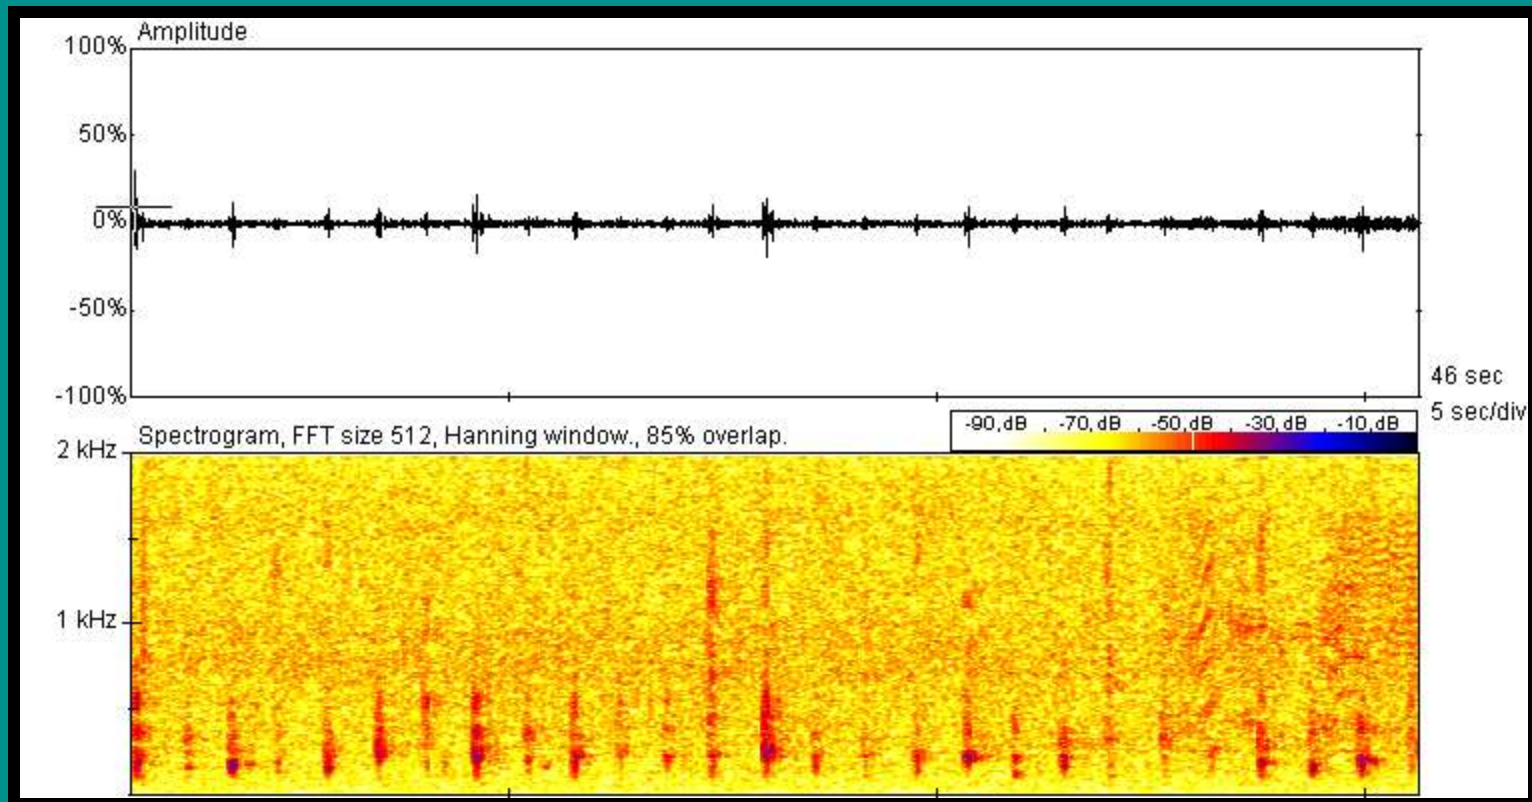 Amplitude
100%
50%
0%
-50%
-100%
46 sec
5 sec/div
-90,dB , -70,dB , -50,dB , -30,dB , -10,dB
Spectrogram, FFT size 512, Hanning window., 85% overlap.
2 kHz
1 kHz